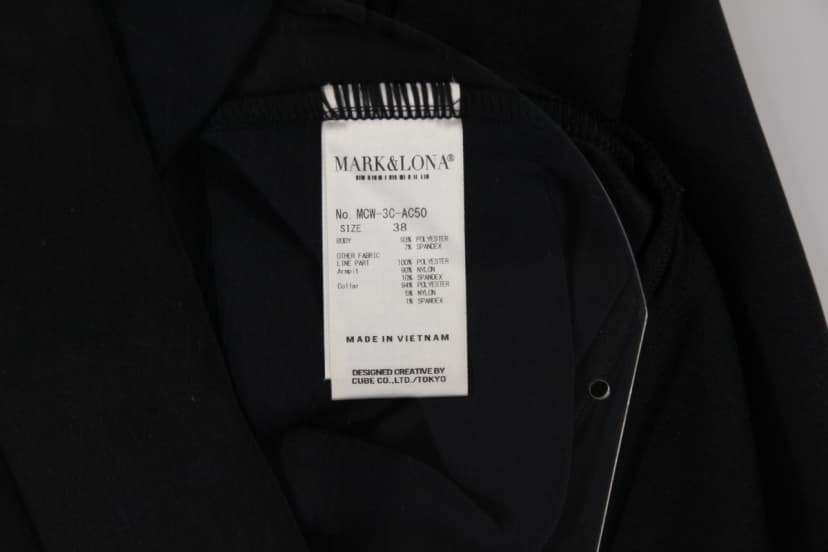 MARK&LONA®
No. MCW-3C-AC50
SIZE 38
BODY 93% POLYESTER
7% SPANDEX
OTHER FABRIC
LINE PART 100% POLYESTER
Armpit 90% NYLON
10% SPANDEX
Collar 94% POLYESTER
5% NYLON
1% SPANDEX
MADE IN VIETNAM
DESIGNED CREATIVE BY
CUBE CO.,LTD./TOKYO